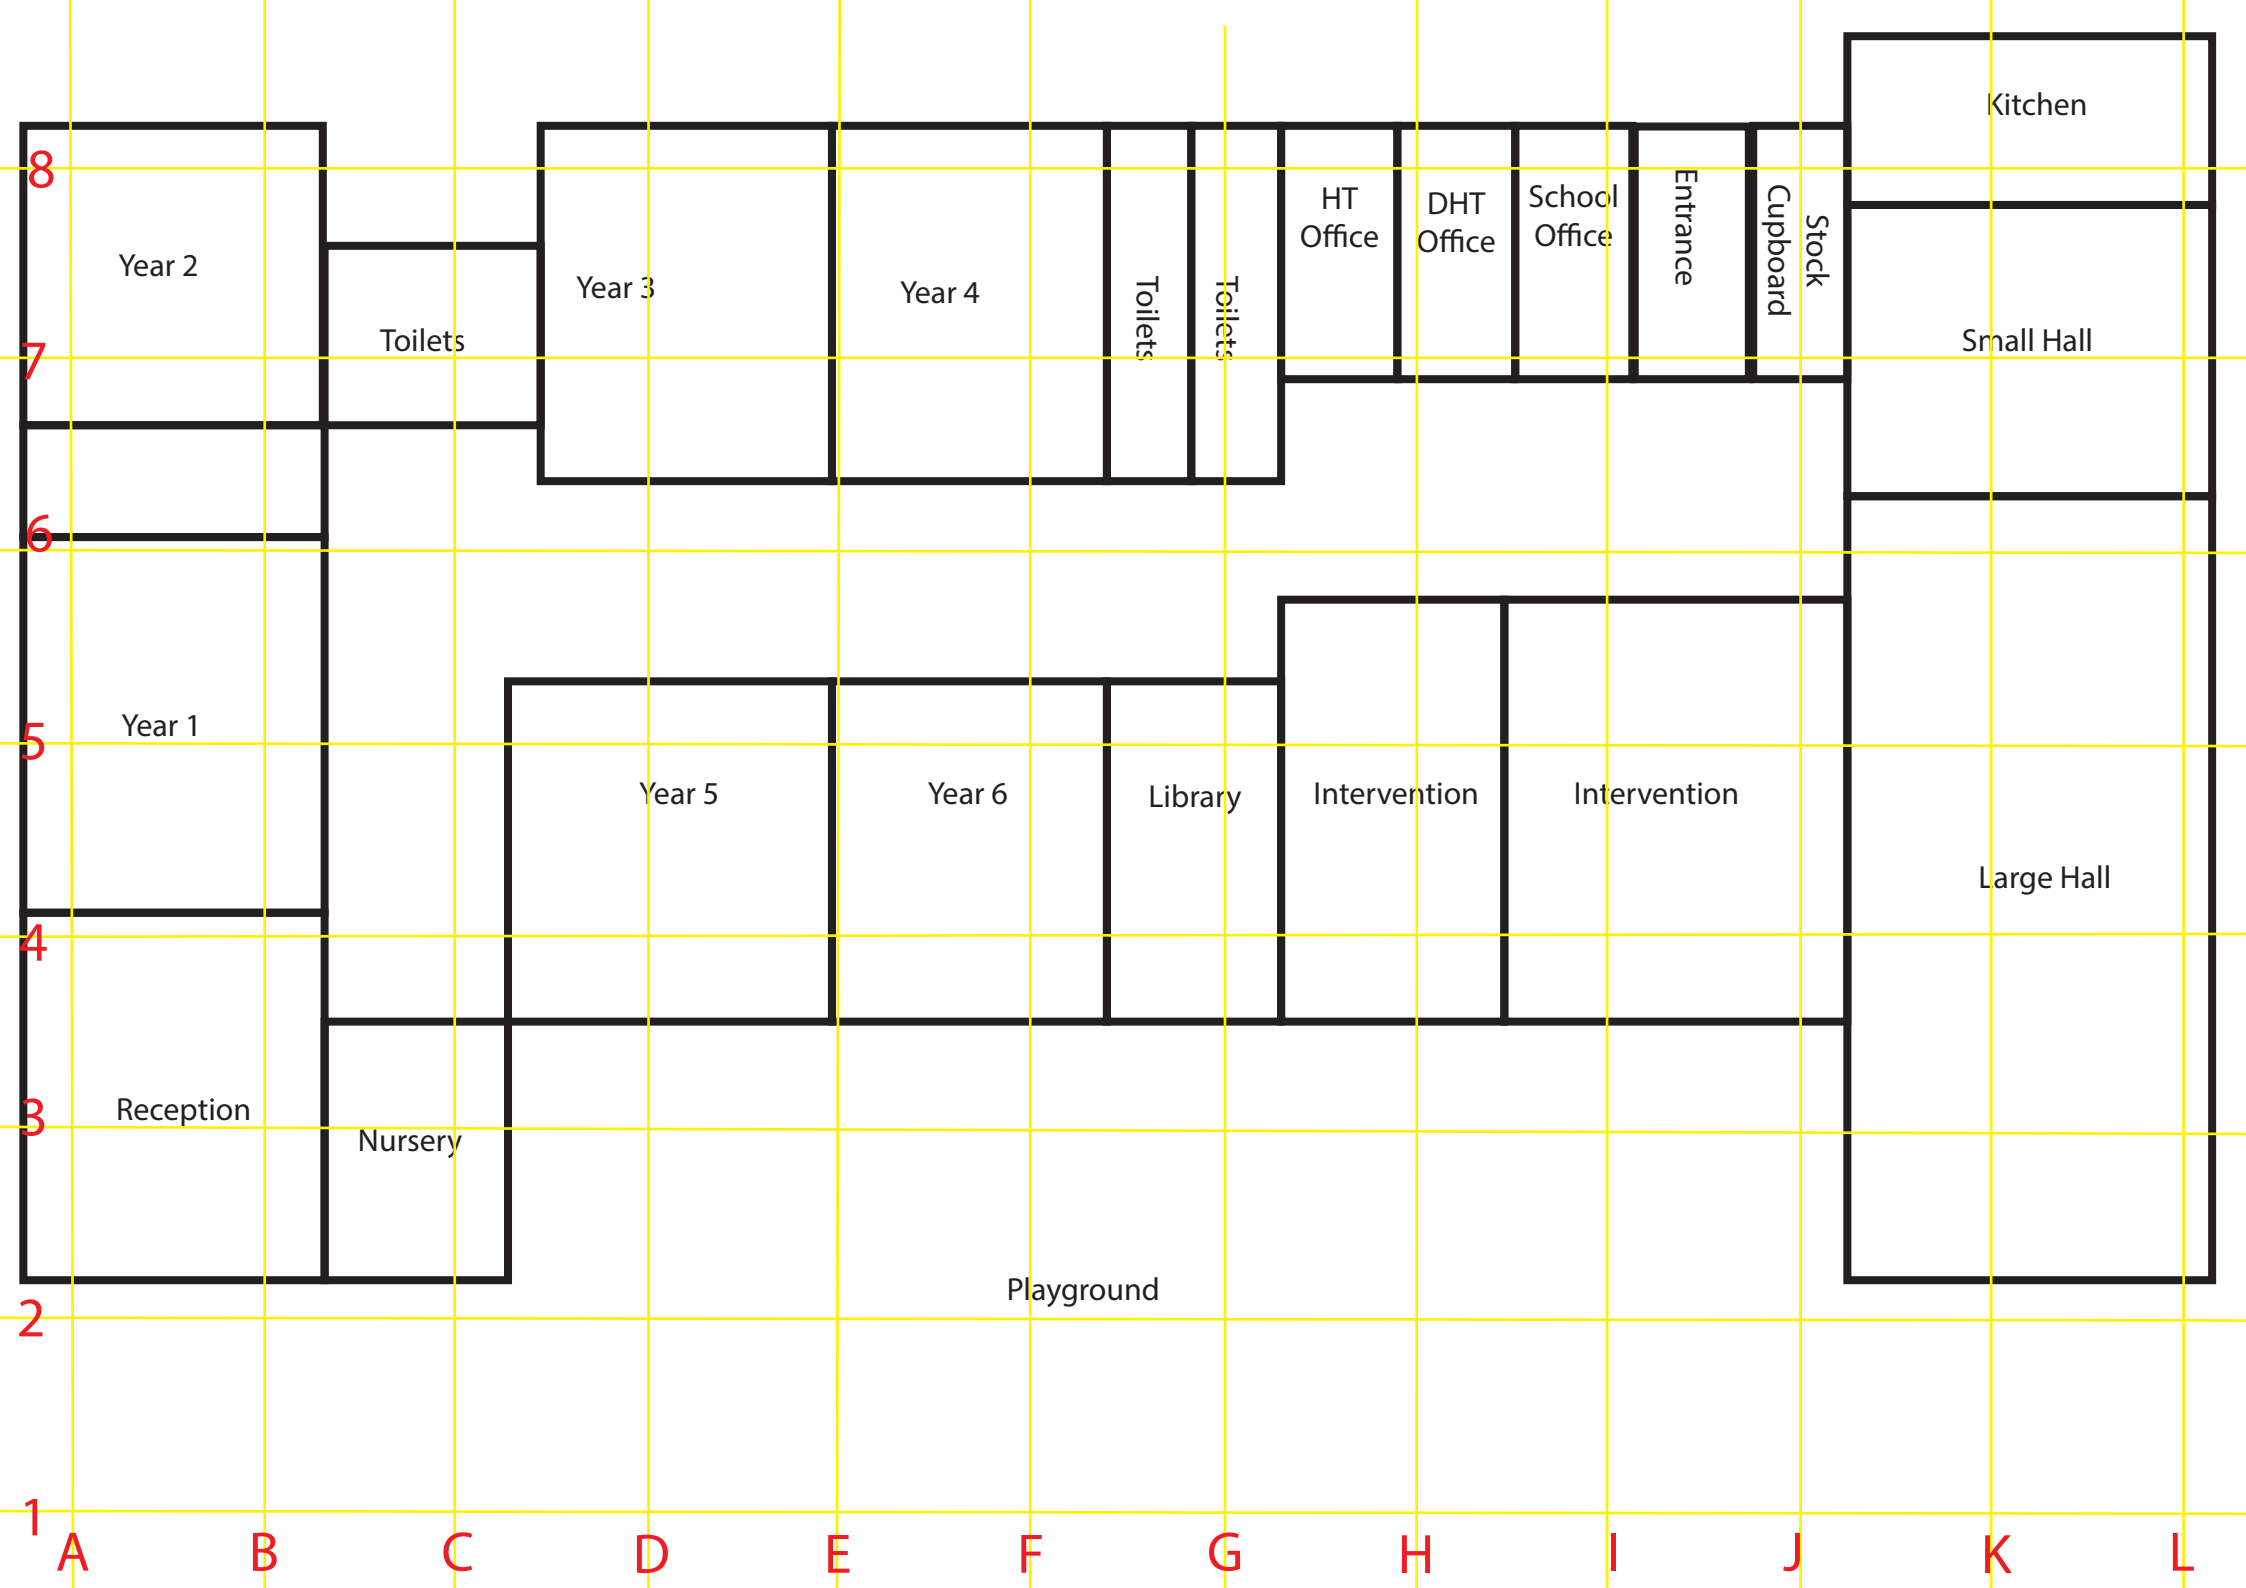 Kitchen
8
HT
Office
DHT
Office
School
Office
Entrance
Stock
Cupboard
Year 2
Year 3
Year 4
Toilets
Toilets
Toilets
Small Hall
7
6
5
Year 1
Year 5
Year 6
Library
Intervention
Intervention
Large Hall
4
3
Reception
Nursery
Playground
2
1
A B C D E F G H I J K L